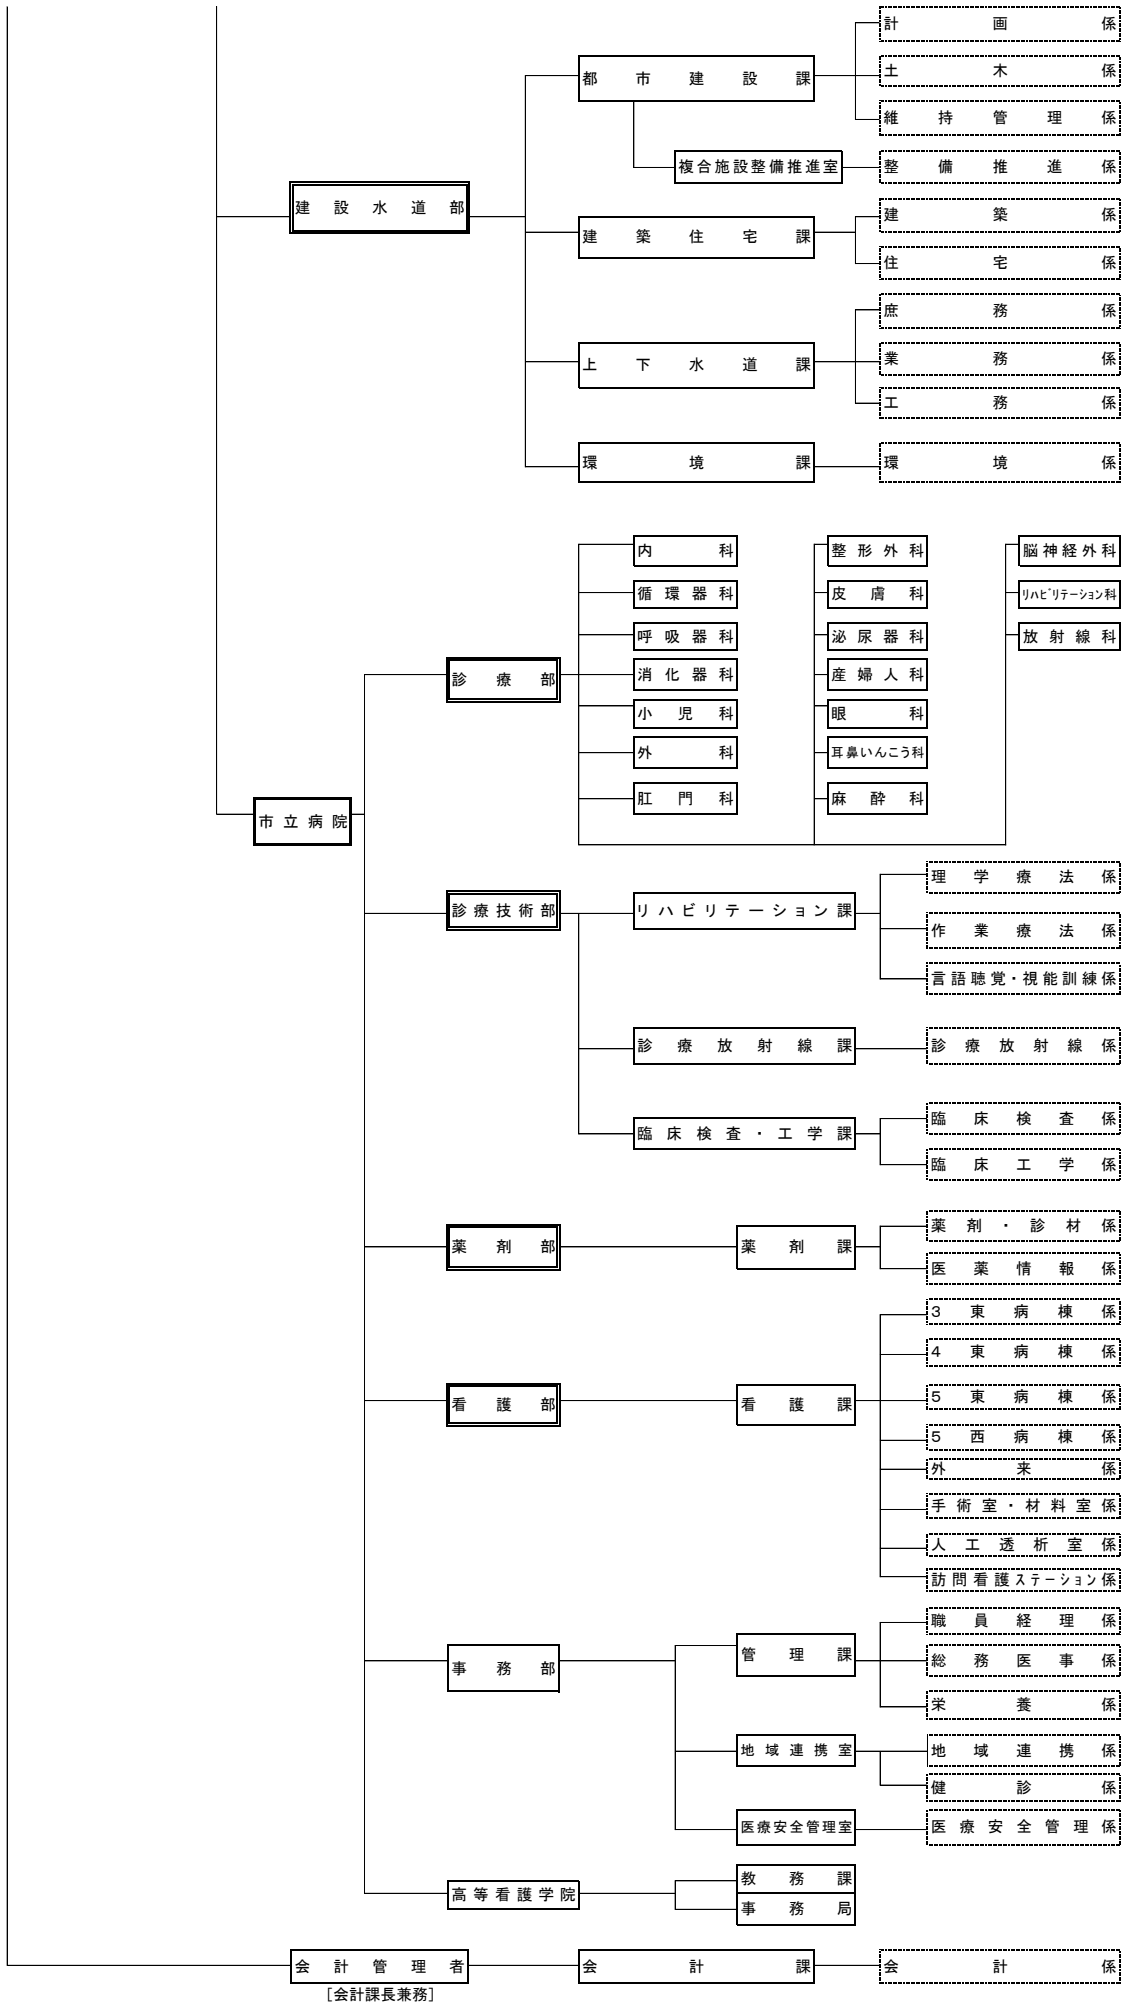 計画係
都市建設課
土木係
維持管理係
複合施設整備推進室
整備推進係
建設水道部
建築住宅課
建築係
住宅係
上下水道課
庶務係
業務係
工務係
環境課
環境係
市立病院
診療部
内科
循環器科
呼吸器科
消化器科
小児科
外科
肛門科
整形外科
皮膚科
泌尿器科
産婦人科
眼科
耳鼻いんこう科
麻酔科
脳神経外科
リハビリテーション科
放射線科
診療技術部
リハビリテーション課
理学療法係
作業療法係
言語聴覚・視能訓練係
診療放射線課
診療放射線係
臨床検査・工学課
臨床検査係
臨床工学係
薬剤部
薬剤課
薬剤・診材係
医薬情報係
看護部
看護課
3東病棟係
4東病棟係
5東病棟係
5西病棟係
外来係
手術室・材料室係
人工透析室係
訪問看護ステーション係
事務部
管理課
職員経理係
総務医事係
栄養係
地域連携室
地域連携係
健診係
医療安全管理室
医療安全管理係
高等看護学院
教務課
事務局
会計管理者
[会計課長兼務]
会計課
会計係